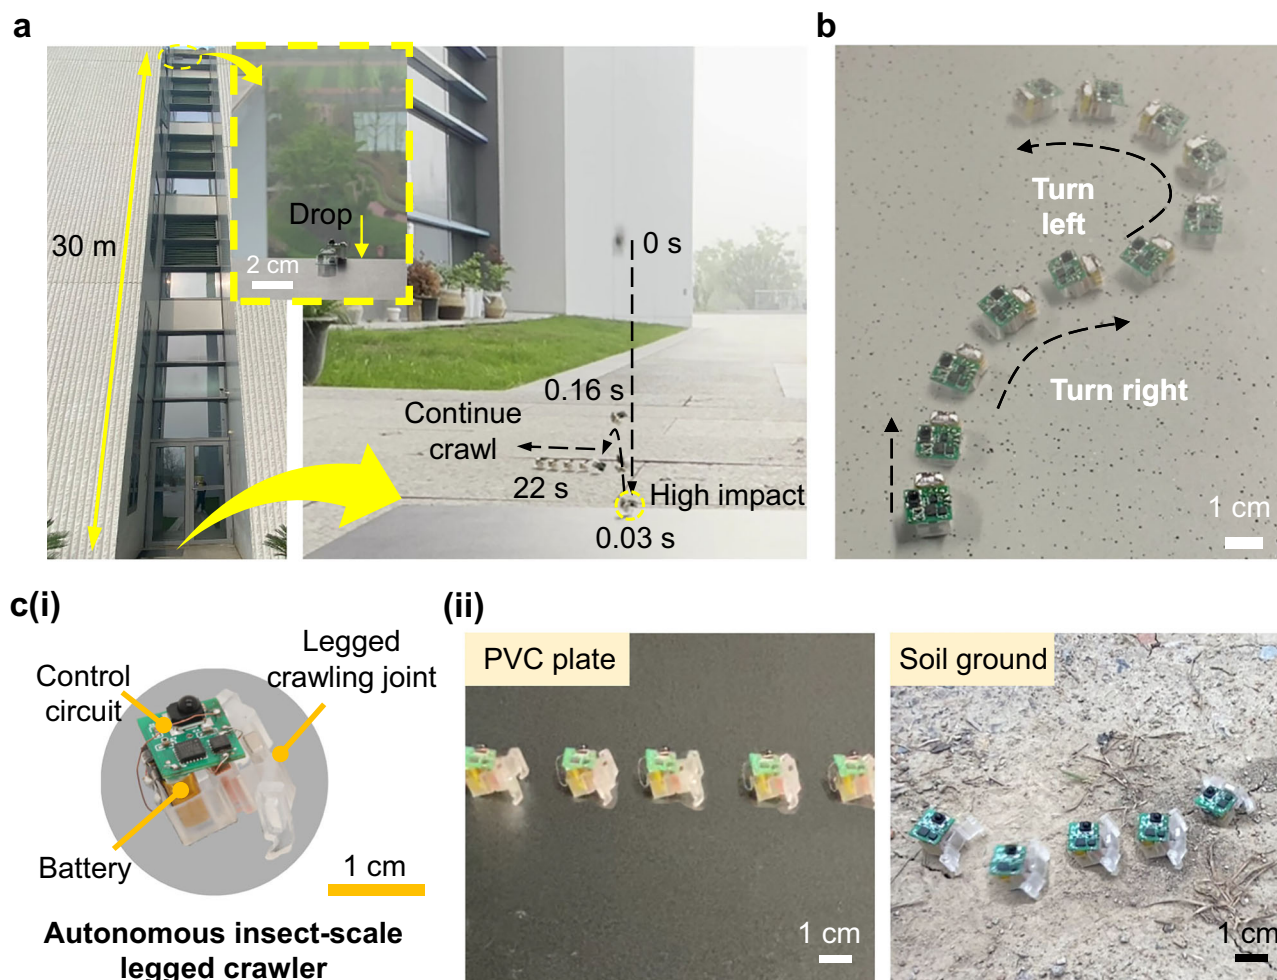 a
30 m
Drop
2 cm
0 s
0.16 s
Continue
crawl
22 s
High impact
0.03 s
b
Turn
left
Turn right
1 cm
c(i)
Control
circuit
Legged
crawling joint
Battery
1 cm
Autonomous insect-scale
legged crawler
(ii)
PVC plate
1 cm
Soil ground
1 cm